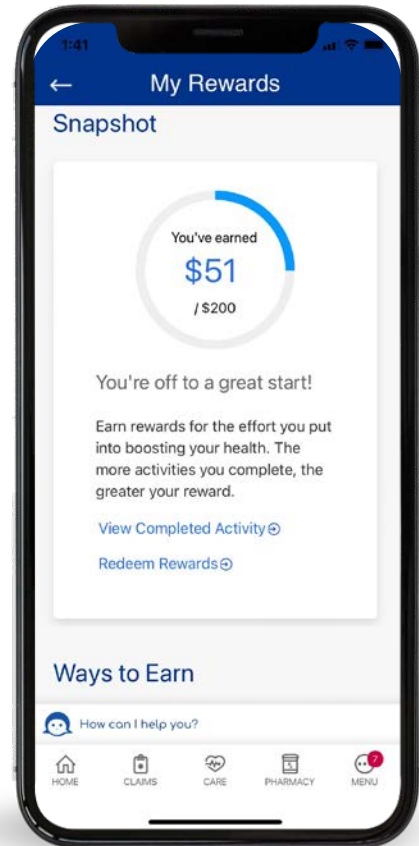 1:41
My Rewards
Snapshot
You've earned
$51
/ $200
You're off to a great start!
Earn rewards for the effort you put
into boosting your health. The
more activities you complete, the
greater your reward.
View Completed Activity
Redeem Rewards
Ways to Earn
How can I help you?
7
HOME CLAIMS CARE PHARMACY MENU